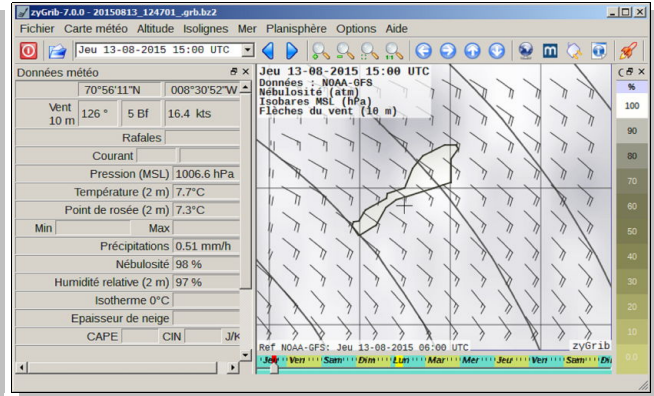 zyGrib-7.0.0 - 20150813_124701_.grb.bz2
Fichier Carte météo Altitude Isolignes Mer Planisphère Options Aide
Jeu 13-08-2015 15:00 UTC
Données météo
70°56'11"N 008°30'52"W
Vent 10 m 126 ° 5 Bf 16.4 kts
Rafales
Courant
Pression (MSL) 1006.6 hPa
Température (2 m) 7.7°C
Point de rosée (2 m) 7.3°C
Min Max
Précipitations 0.51 mm/h
Nébulosité 98 %
Humidité relative (2 m) 97 %
Isotherme 0°C
Epaisseur de neige
CAPE CIN J/K
Jeu 13-08-2015 15:00 UTC
Données : NOAA-GFS
Nébulosité (atm)
Isobares MSL (hPa)
Flèches du vent (10 m)
Ref NOAA-GFS: Jeu 13-08-2015 06:00 UTC
zyGrib
Jeu Ven Sam Dim Lun Mar Mer Jeu Ven Sam Di
C
%
100
90
80
70
60
50
40
30
20
10
0.0